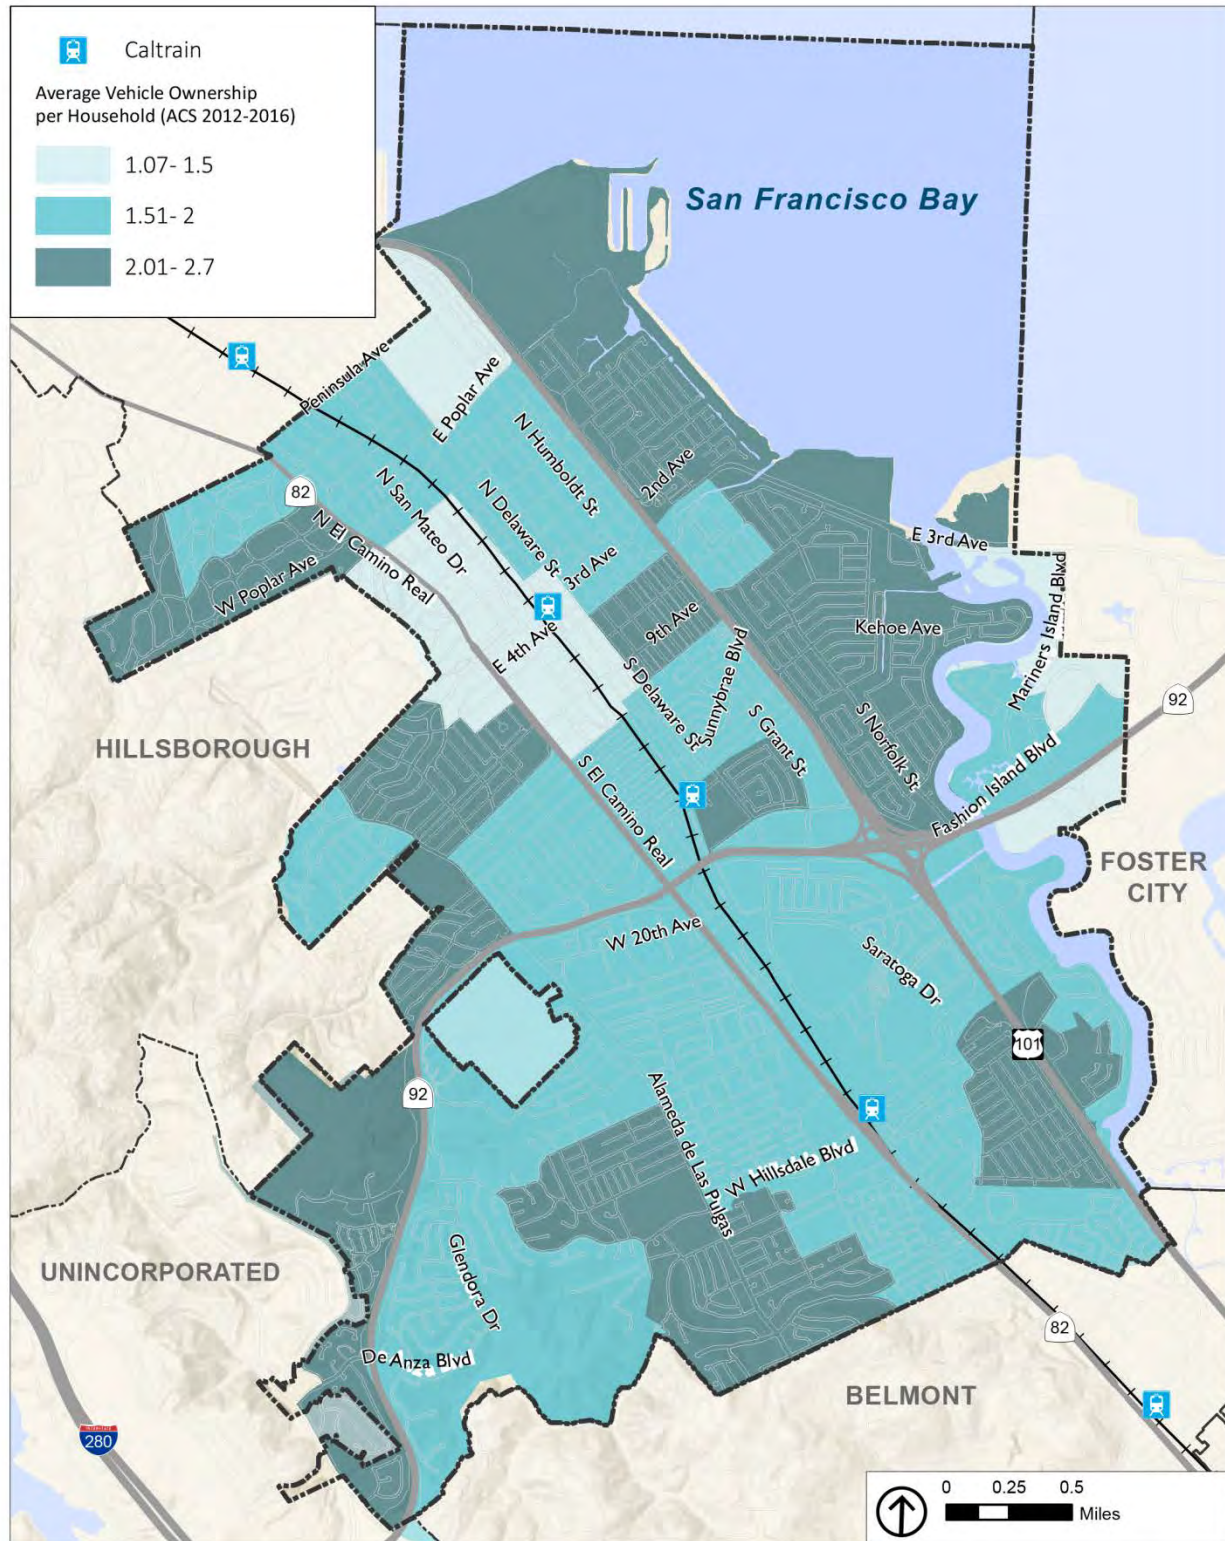 Caltrain
Average Vehicle Ownership
per Household (ACS 2012-2016)
1.07- 1.5
1.51- 2
2.01- 2.7
San Francisco Bay
Peninsula Ave
E Poplar Ave
N Humboldt St
2nd Ave
82
N San Mateo Dr
N Delaware St
N El Camino Real
3rd Ave
E 3rd Ave
W Poplar Ave
9th Ave
Kehoe Ave
Mariners Island Blvd
E 4th Ave
S Delaware St
Sunnybrae Blvd
S Grant St
S Norfolk St
92
HILLSBOROUGH
S El Camino Real
Fashion Island Blvd
FOSTER
CITY
W 20th Ave
Saratoga Dr
101
92
Alameda de Las Pulgas
W Hillsdale Blvd
UNINCORPORATED
Glendora Dr
82
De Anza Blvd
BELMONT
280
0 0.25 0.5
Miles